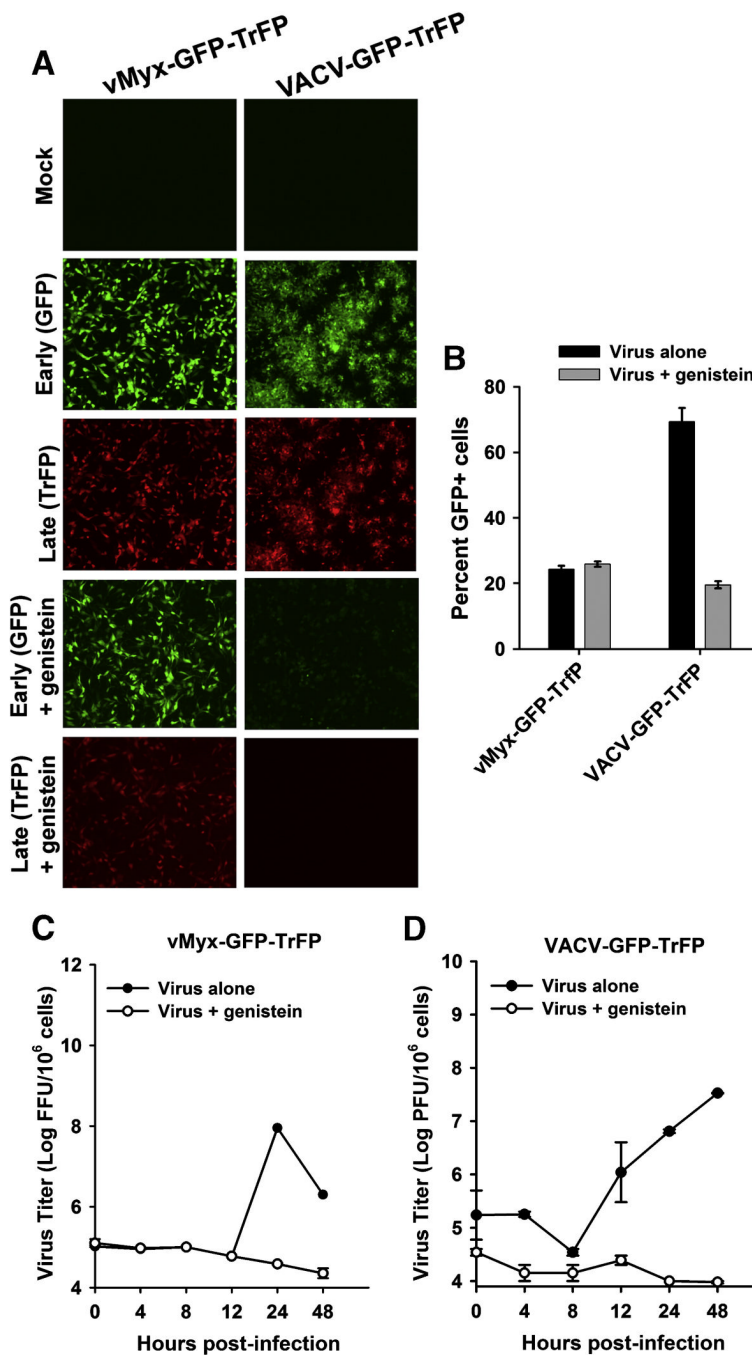 A
vMyx-GFP-TrFP
VACV-GFP-TrFP
Mock
Early (GFP)
Late (TrFP)
Early (GFP)
+ genistein
Late (TrFP)
+ genistein
B
Virus alone
Virus + genistein
Percent GFP+ cells
80
60
40
20
0
vMyx-GFP-TrfP
VACV-GFP-TrFP
C
vMyx-GFP-TrFP
Virus alone
Virus + genistein
Virus Titer (Log FFU/10⁶ cells)
12
10
8
6
4
0 4 8 12 24 48
Hours post-infection
D
VACV-GFP-TrFP
Virus alone
Virus + genistein
Virus Titer (Log PFU/10⁶ cells)
10
9
8
7
6
5
4
0 4 8 12 24 48
Hours post-infection